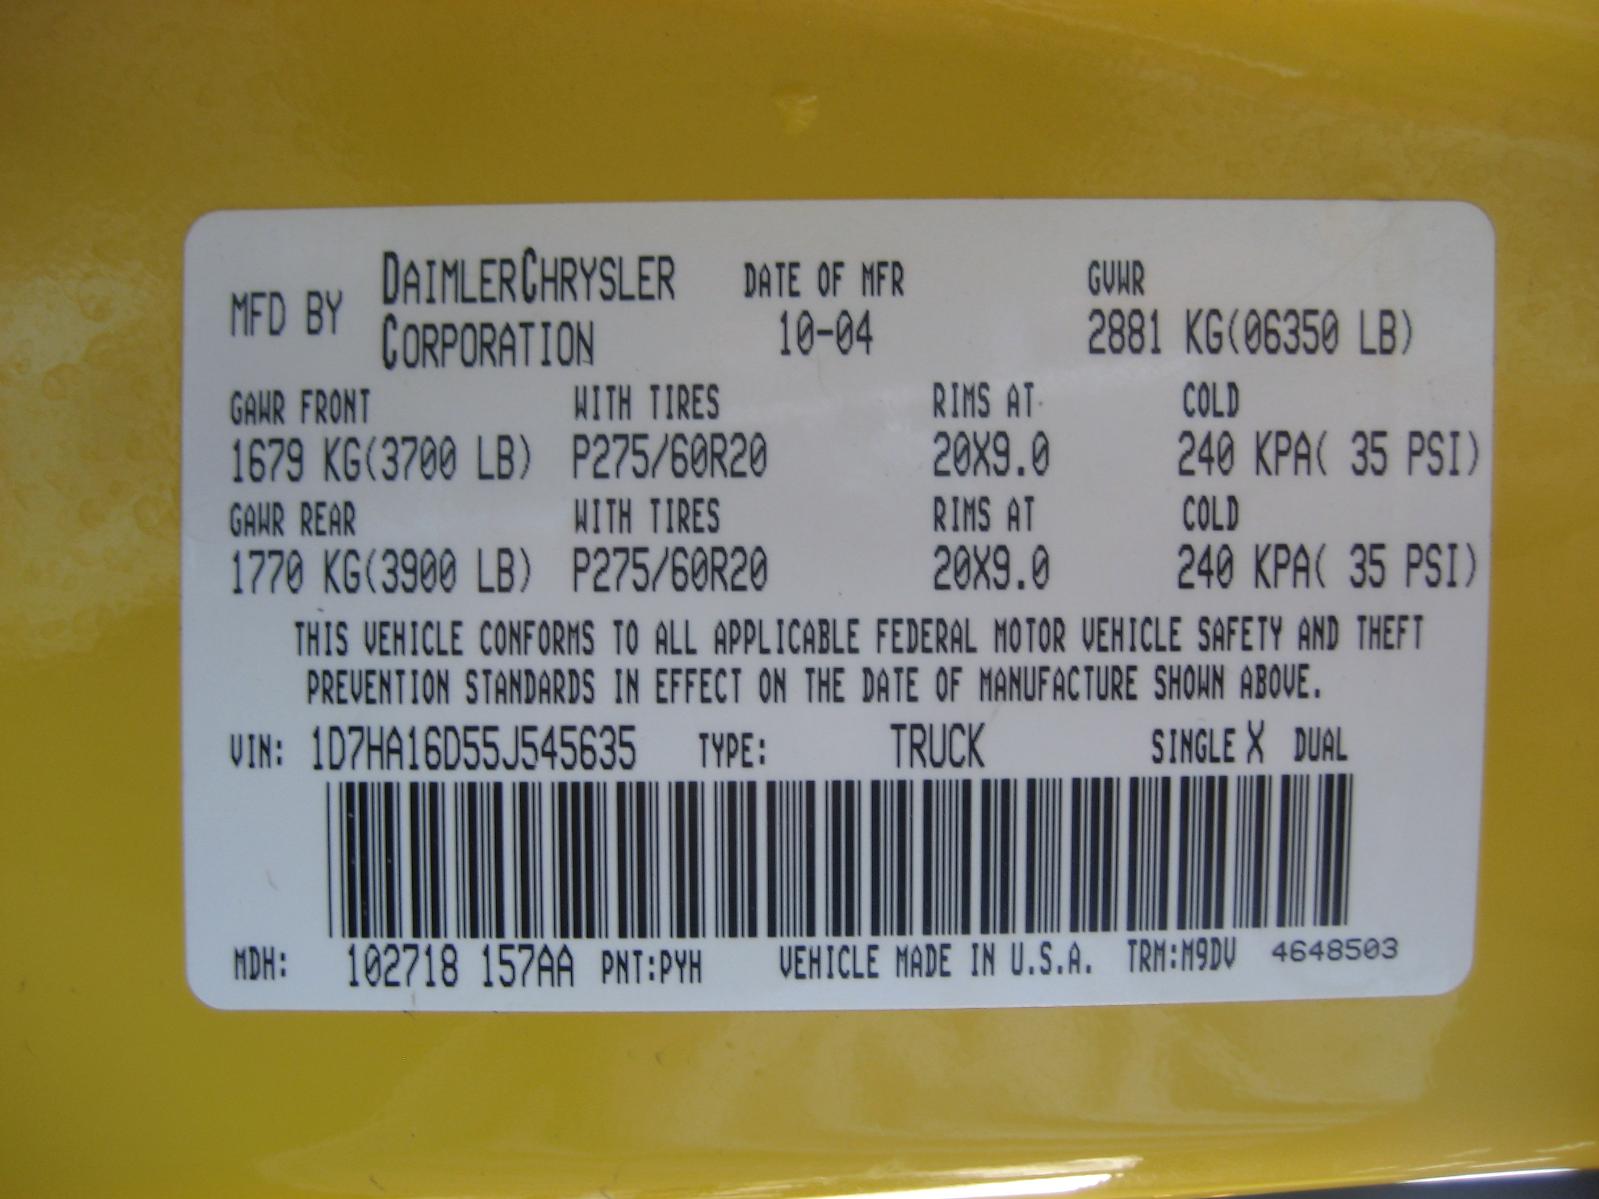 MFD BY DAIMLERCHRYSLER CORPORATION DATE OF MFR 10-04 GVWR 2881 KG(06350 LB)
GAWR FRONT WITH TIRES RIMS AT COLD
1679 KG(3700 LB) P275/60R20 20X9.0 240 KPA( 35 PSI)
GAWR REAR WITH TIRES RIMS AT COLD
1770 KG(3900 LB) P275/60R20 20X9.0 240 KPA( 35 PSI)
THIS VEHICLE CONFORMS TO ALL APPLICABLE FEDERAL MOTOR VEHICLE SAFETY AND THEFT
PREVENTION STANDARDS IN EFFECT ON THE DATE OF MANUFACTURE SHOWN ABOVE.
VIN: 1D7HA16D55J545635 TYPE: TRUCK SINGLE X DUAL
MDH: 102718 157AA PNT:PYH VEHICLE MADE IN U.S.A. TRM:M9DV 4648503